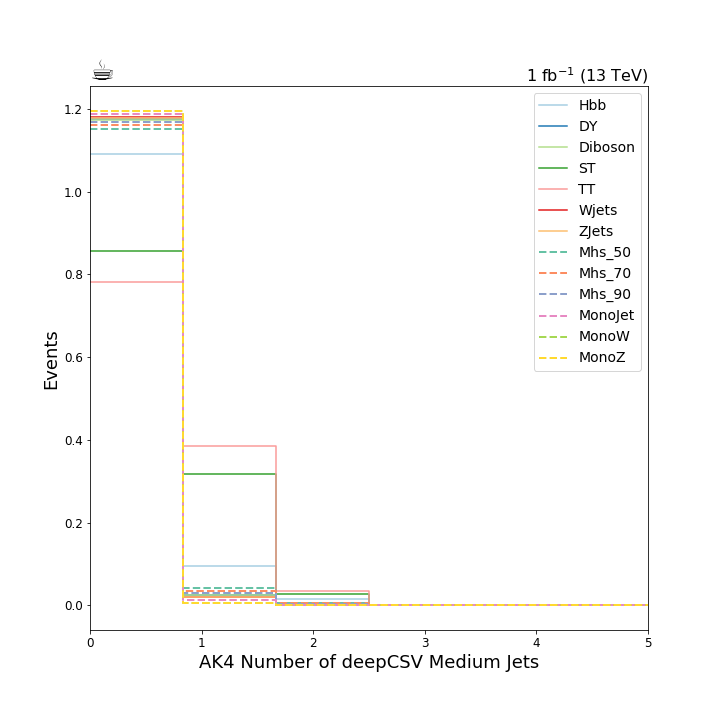 1 fb⁻¹ (13 TeV)
Hbb
DY
Diboson
ST
TT
Wjets
ZJets
Mhs_50
Mhs_70
Mhs_90
MonoJet
MonoW
MonoZ
1.2
1.0
0.8
0.6
0.4
0.2
0.0
Events
0 1 2 3 4 5
AK4 Number of deepCSV Medium Jets